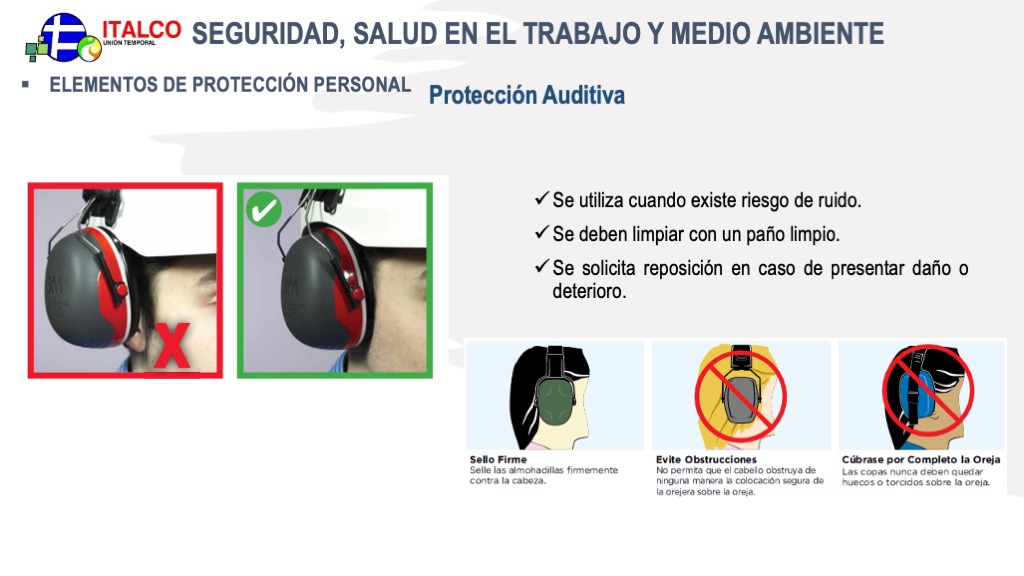 ITALCO
UNIÓN TEMPORAL
SEGURIDAD, SALUD EN EL TRABAJO Y MEDIO AMBIENTE
ELEMENTOS DE PROTECCIÓN PERSONAL
Protección Auditiva
X
Se utiliza cuando existe riesgo de ruido.
Se deben limpiar con un paño limpio.
Se solicita reposición en caso de presentar daño o
deterioro.
Sello Firme
Selle las almohadillas firmemente
contra la cabeza.
Evite Obstrucciones
No permita que el cabello obstruya de
ninguna manera la colocación segura de
la orejera sobre la oreja.
Cúbrase por Completo la Oreja
Las copas nunca deben quedar
huecos o torcidos sobre la oreja.